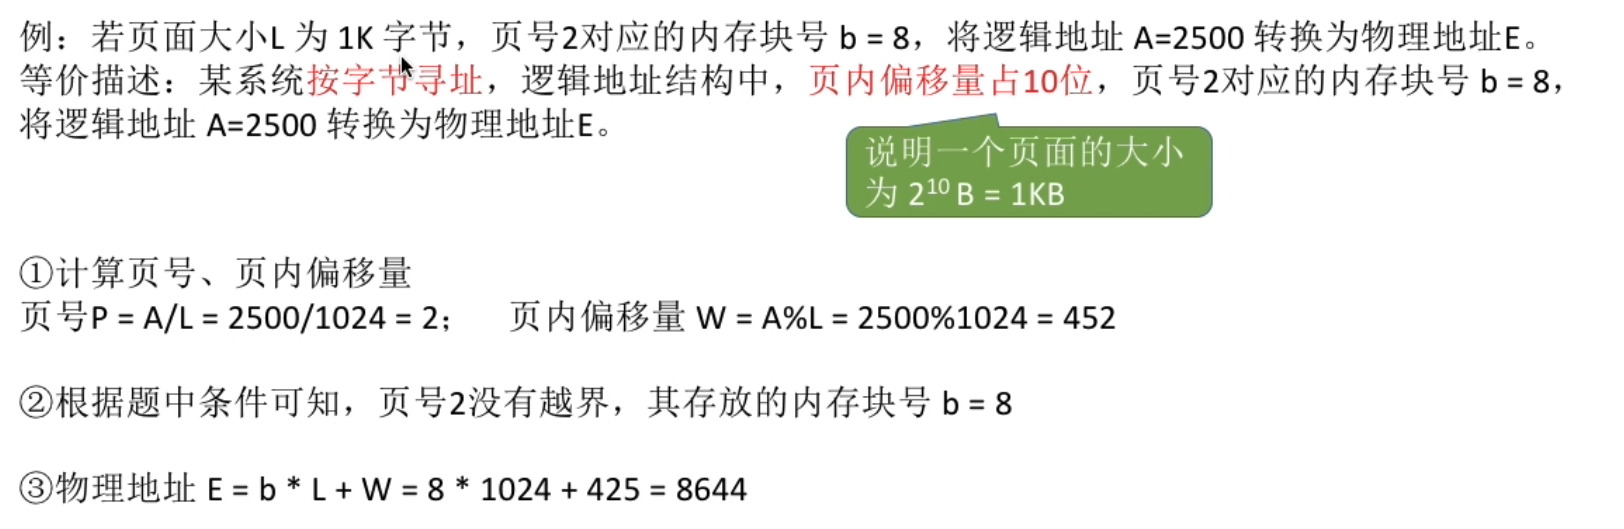 例：若页面大小L 为 1K 字节，页号2对应的内存块号 b = 8，将逻辑地址 A=2500 转换为物理地址E。
等价描述：某系统按字节寻址，逻辑地址结构中，页内偏移量占10位，页号2对应的内存块号 b = 8，
将逻辑地址 A=2500 转换为物理地址E。
说明一个页面的大小
为 2¹⁰ B = 1KB
①计算页号、页内偏移量
页号P = A/L = 2500/1024 = 2； 页内偏移量 W = A%L = 2500%1024 = 452
②根据题中条件可知，页号2没有越界，其存放的内存块号 b = 8
③物理地址 E = b * L + W = 8 * 1024 + 425 = 8644